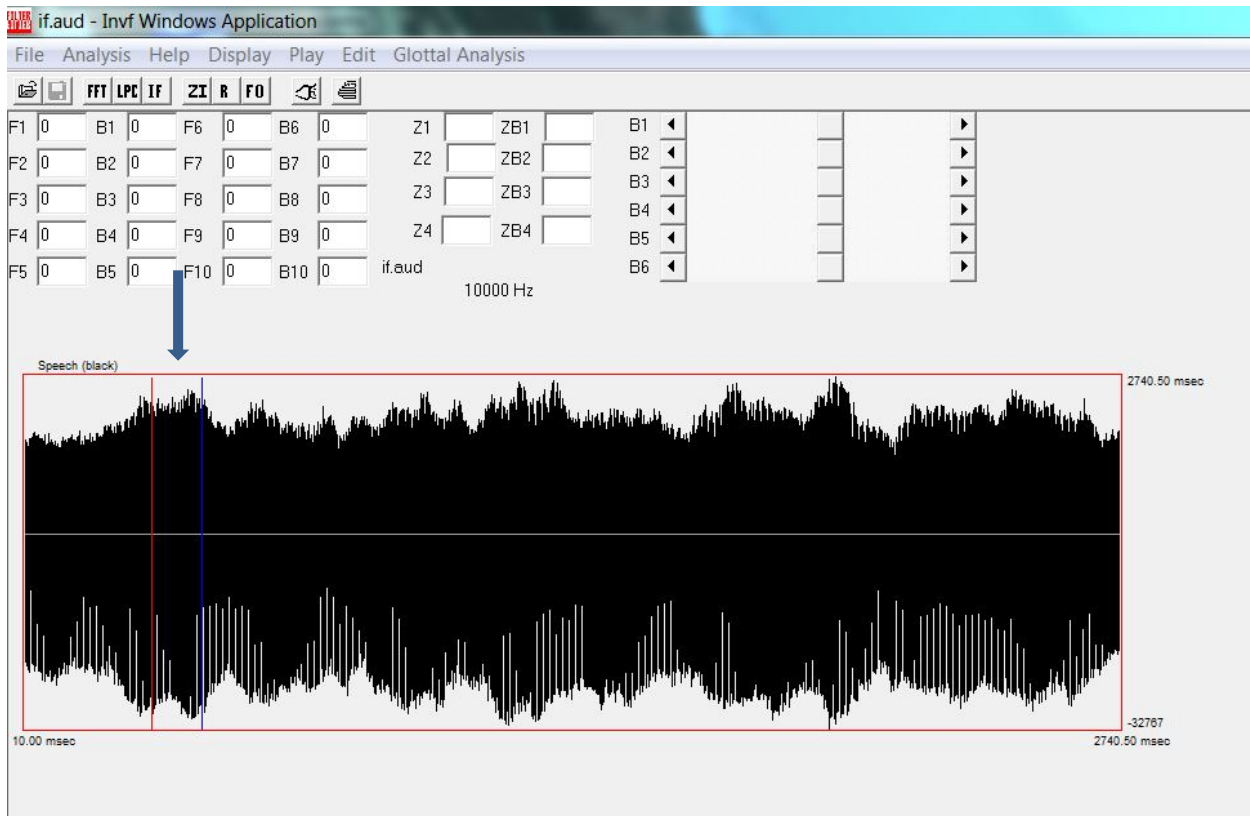 if.aud - Invf Windows Application
File Analysis Help Display Play Edit Glottal Analysis
FFT LPC IF ZI R FO
F1 0 B1 0 F6 0 B6 0 Z1 ZB1 B1
F2 0 B2 0 F7 0 B7 0 Z2 ZB2 B2
F3 0 B3 0 F8 0 B8 0 Z3 ZB3 B3
F4 0 B4 0 F9 0 B9 0 Z4 ZB4 B4
B5
F5 0 B5 0 F10 0 B10 0 if.aud B6
10000 Hz
Speech (black)
2740.50 msec
-32767
10.00 msec 2740.50 msec